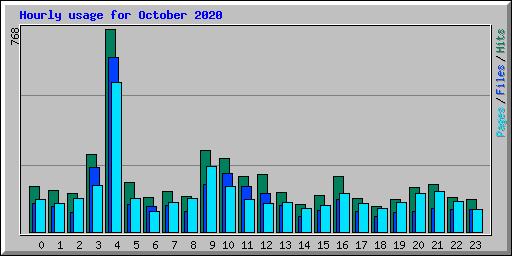 Hourly usage for October 2020
768
Pages/Files/Hits
0 1 2 3 4 5 6 7 8 9 10 11 12 13 14 15 16 17 18 19 20 21 22 23